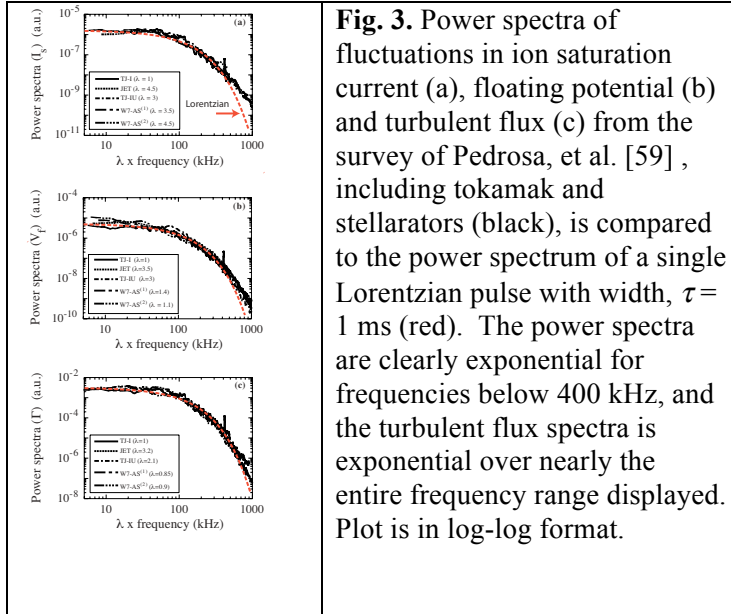 (a)
Power spectra (I_s) (a.u.)
10^-5
10^-7
10^-9
10^-11
TJ-I (λ = 1)
JET (λ = 4.5)
TJ-IU (λ = 3)
W7-AS(1) (λ = 3.5)
W7-AS(2) (λ = 4.5)
Lorentzian
10 100 1000
λ x frequency (kHz)
(b)
Power spectra (V_f) (a.u.)
10^-4
10^-6
10^-8
10^-10
TJ-I (λ=1)
JET (λ=3.5)
TJ-IU (λ=3)
W7-AS(1) (λ=1.4)
W7-AS(2) (λ = 1.1)
10 100 1000
λ x frequency (kHz)
(c)
Power spectra (Γ) (a.u.)
10^-2
10^-4
10^-6
10^-8
TJ-I (λ=1)
JET (λ=3.2)
TJ-IU (λ=2.1)
W7-AS(1) (λ=0.85)
W7-AS(2) (λ=0.9)
10 100 1000
λ x frequency (kHz)
Fig. 3. Power spectra of
fluctuations in ion saturation
current (a), floating potential (b)
and turbulent flux (c) from the
survey of Pedrosa, et al. [59] ,
including tokamak and
stellarators (black), is compared
to the power spectrum of a single
Lorentzian pulse with width, τ =
1 ms (red). The power spectra
are clearly exponential for
frequencies below 400 kHz, and
the turbulent flux spectra is
exponential over nearly the
entire frequency range displayed.
Plot is in log-log format.